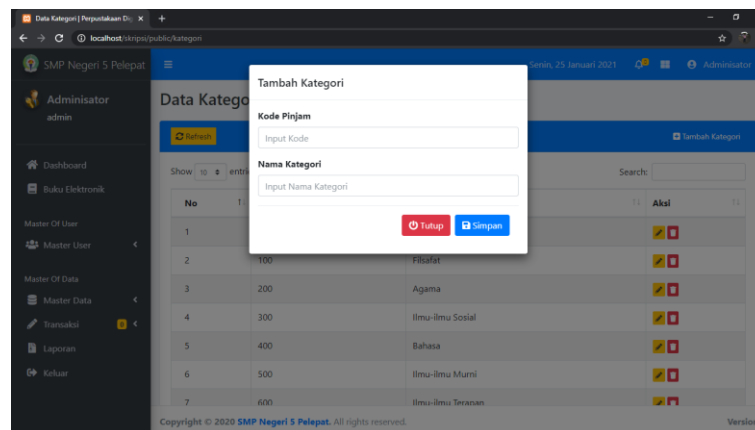 Data Kategori | Perpustakaan Di
localhost/skripsi/public/kategori
SMP Negeri 5 Pelepat
Senin, 25 Januari 2021
Adminisator
Adminisator
admin
Dashboard
Buku Elektronik
Master Of User
Master User
Master Of Data
Master Data
Transaksi
Laporan
Keluar
Data Katego
Refresh
Tambah Kategori
Show 10 entri
Search:
No
Aksi
1
2 100 Filsafat
3 200 Agama
4 300 Ilmu-ilmu Sosial
5 400 Bahasa
6 500 Ilmu-ilmu Murni
7 600 Ilmu-ilmu Terapan
Tambah Kategori
Kode Pinjam
Input Kode
Nama Kategori
Input Nama Kategori
Tutup
Simpan
Copyright © 2020 SMP Negeri 5 Pelepat. All rights reserved.
Version